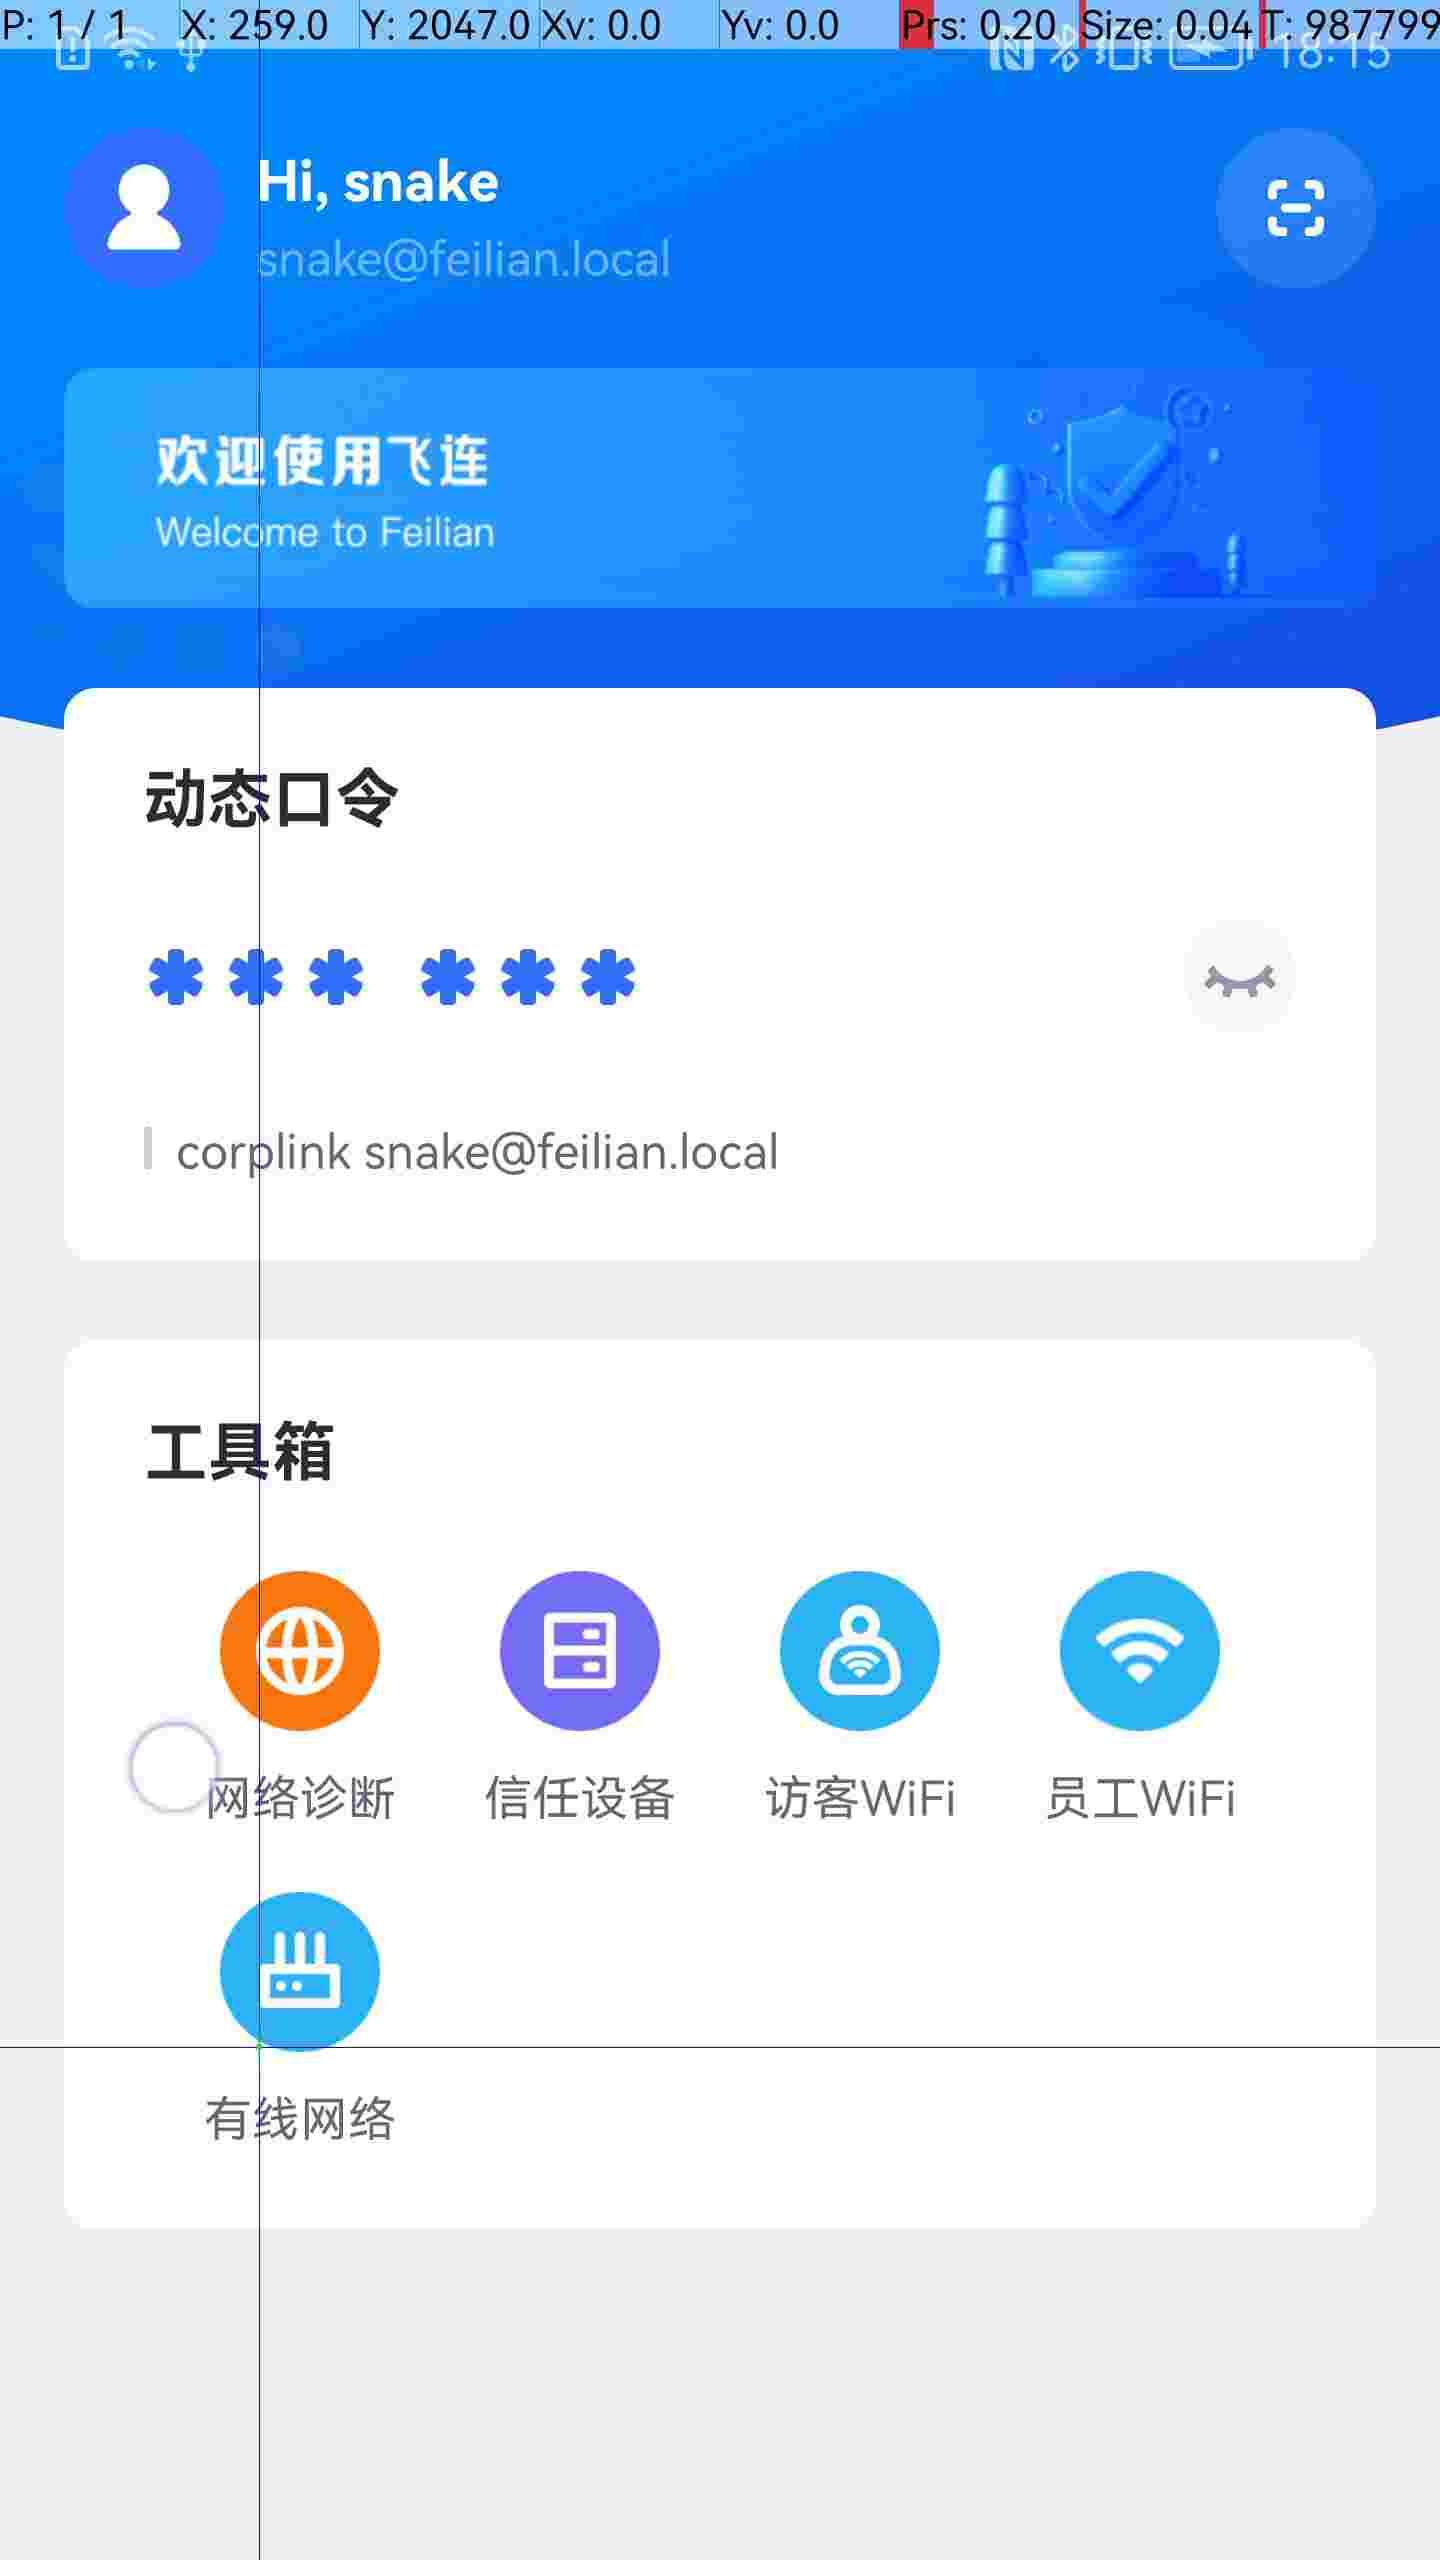 P: 1 / 1 X: 259.0 Y: 2047.0 Xv: 0.0 Yv: 0.0 Prs: 0.20 Size: 0.04 T: 987799
18:15
Hi, snake
snake@feilian.local
欢迎使用飞连
Welcome to Feilian
动态口令
*** ***
corplink snake@feilian.local
工具箱
网络诊断 信任设备 访客WiFi 员工WiFi
有线网络